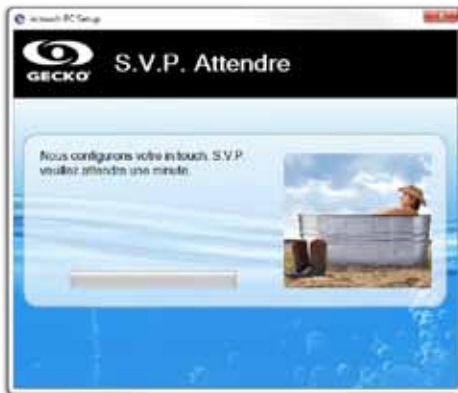 in.touch PC Setup
GECKO
S.V.P. Attendre
Nous configurons votre in.touch. S.V.P.
veuillez attendre une minute.